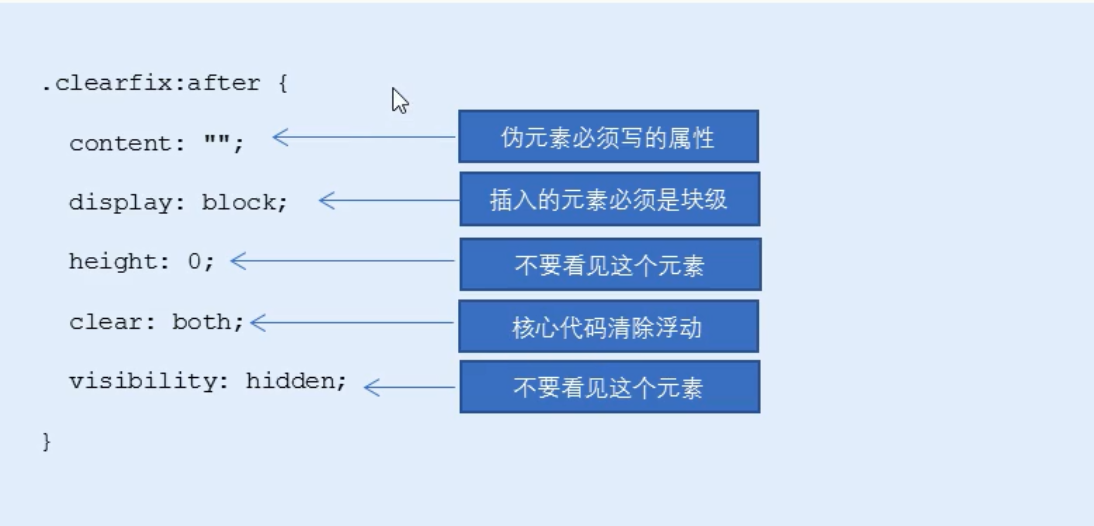 .clearfix:after {
content: "";
伪元素必须写的属性
display: block;
插入的元素必须是块级
height: 0;
不要看见这个元素
clear: both;
核心代码清除浮动
visibility: hidden;
不要看见这个元素
}